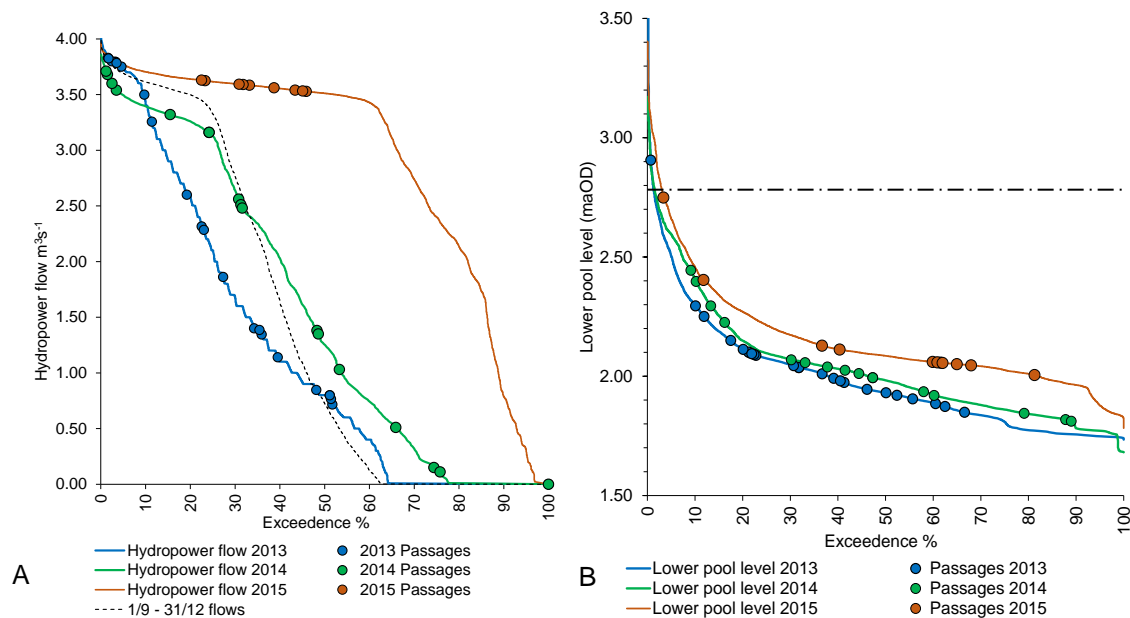 4.00
3.50
3.00
2.50
2.00
1.50
1.00
0.50
0.00
Hydropower flow m³s⁻¹
0 10 20 30 40 50 60 70 80 90 100
Exceedence %
Hydropower flow 2013 2013 Passages
Hydropower flow 2014 2014 Passages
Hydropower flow 2015 2015 Passages
1/9 - 31/12 flows
A
3.50
3.00
2.50
2.00
1.50
Lower pool level (maOD)
0 10 20 30 40 50 60 70 80 90 100
Exceedence %
Lower pool level 2013 Passages 2013
Lower pool level 2014 Passages 2014
Lower pool level 2015 Passages 2015
B